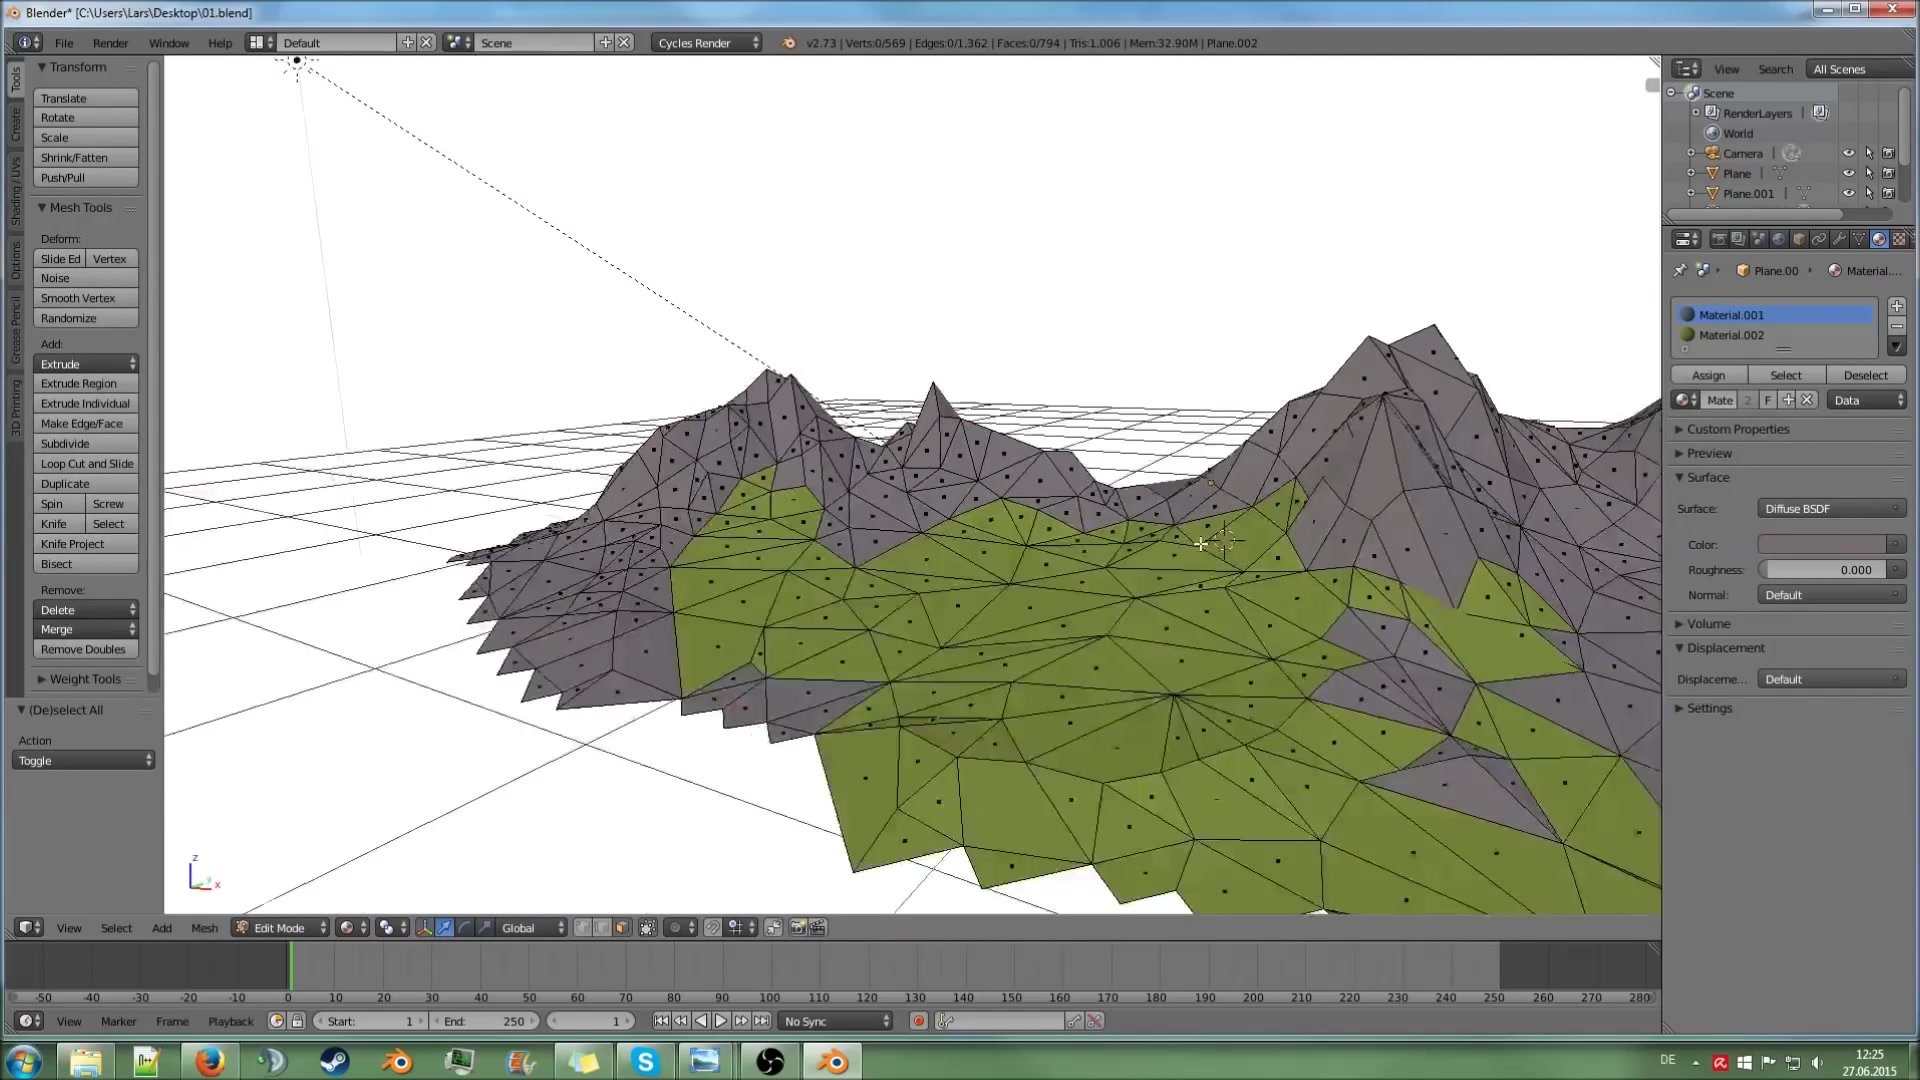 Blender* [C:\Users\Lars\Desktop\01.blend]
File Render Window Help Default Scene Cycles Render v2.73 | Verts:0/569 | Edges:0/1,362 | Faces:0/794 | Tris:1,006 | Mem:32.90M | Plane.002
Tools
Create
Shading / UVs
Options
Grease Pencil
3D Printing
Transform
Translate
Rotate
Scale
Shrink/Fatten
Push/Pull
Mesh Tools
Deform:
Slide Ed Vertex
Noise
Smooth Vertex
Randomize
Add:
Extrude
Extrude Region
Extrude Individual
Make Edge/Face
Subdivide
Loop Cut and Slide
Duplicate
Spin Screw
Knife Select
Knife Project
Bisect
Remove:
Delete
Merge
Remove Doubles
Weight Tools
(De)select All
Action
Toggle
z
y
x
View Search All Scenes
Scene
RenderLayers
World
Camera
Plane
Plane.001
Plane.00 Material....
Material.001
Material.002
Assign Select Deselect
Mate 2 F Data
Custom Properties
Preview
Surface
Surface: Diffuse BSDF
Color:
Roughness: 0.000
Normal: Default
Volume
Displacement
Displaceme... Default
Settings
View Select Add Mesh Edit Mode Global
-50 -40 -30 -20 -10 0 10 20 30 40 50 60 70 80 90 100 110 120 130 140 150 160 170 180 190 200 210 220 230 240 250 260 270 280
View Marker Frame Playback Start: 1 End: 250 1 No Sync
DE
12:25
27.06.2015